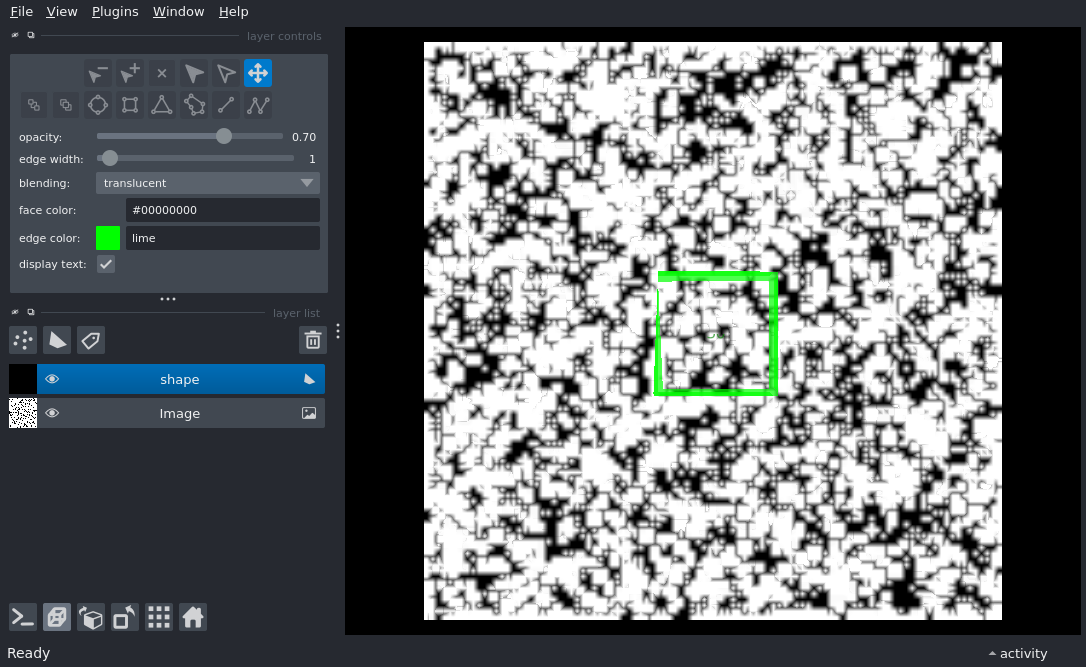 File View Plugins Window Help
layer controls
opacity: 0.70
edge width: 1
blending: translucent
face color: #00000000
edge color: lime
display text:
layer list
shape
Image
Ready
activity